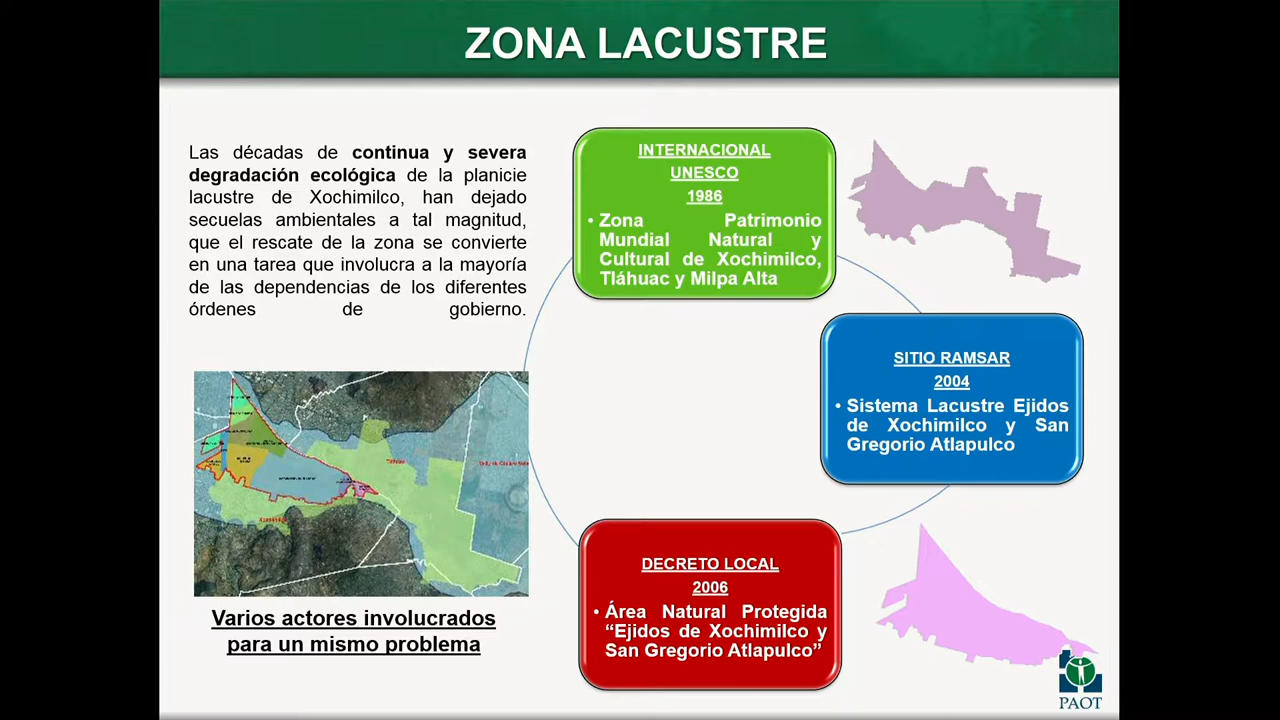 ZONA LACUSTRE
Las décadas de continua y severa
degradación ecológica de la planicie
lacustre de Xochimilco, han dejado
secuelas ambientales a tal magnitud,
que el rescate de la zona se convierte
en una tarea que involucra a la mayoría
de las dependencias de los diferentes
órdenes de gobierno.
Varios actores involucrados
para un mismo problema
INTERNACIONAL
UNESCO
1986
• Zona Patrimonio
Mundial Natural y
Cultural de Xochimilco,
Tláhuac y Milpa Alta
SITIO RAMSAR
2004
• Sistema Lacustre Ejidos
de Xochimilco y San
Gregorio Atlapulco
DECRETO LOCAL
2006
• Área Natural Protegida
“Ejidos de Xochimilco y
San Gregorio Atlapulco”
PAOT